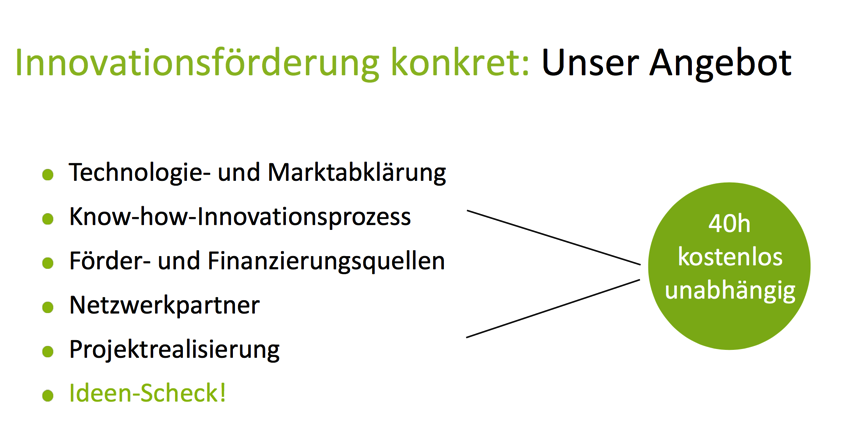 Innovationsförderung konkret: Unser Angebot
Technologie- und Marktabklärung
Know-how-Innovationsprozess
Förder- und Finanzierungsquellen
Netzwerkpartner
Projektrealisierung
Ideen-Scheck!
40h
kostenlos
unabhängig